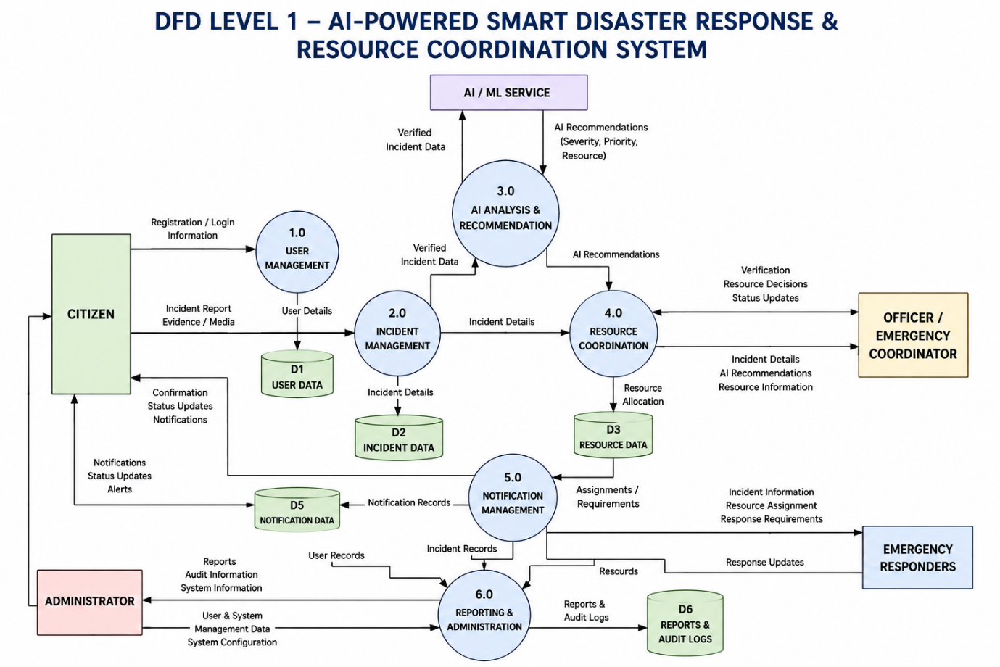 DFD LEVEL 1 – AI-POWERED SMART DISASTER RESPONSE &
RESOURCE COORDINATION SYSTEM
AI / ML SERVICE
Verified
Incident Data
AI Recommendations
(Severity, Priority,
Resource)
3.0
AI ANALYSIS &
RECOMMENDATION
Registration / Login
Information
1.0
USER
MANAGEMENT
Verified
Incident Data
AI Recommendations
Verification
Resource Decisions
Status Updates
CITIZEN
Incident Report
Evidence / Media
User Details
2.0
INCIDENT
MANAGEMENT
Incident Details
4.0
RESOURCE
COORDINATION
OFFICER /
EMERGENCY
COORDINATOR
D1
USER DATA
Incident Details
AI Recommendations
Resource Information
Confirmation
Status Updates
Notifications
Incident Details
Resource
Allocation
D2
INCIDENT DATA
D3
RESOURCE DATA
Notifications
Status Updates
Alerts
5.0
NOTIFICATION
MANAGEMENT
Assignments /
Requirements
Incident Information
Resource Assignment
Response Requirements
D5
NOTIFICATION DATA
Notification Records
User Records
Incident Records
Resourds
Response Updates
EMERGENCY
RESPONDERS
Reports
Audit Information
System Information
ADMINISTRATOR
6.0
REPORTING &
ADMINISTRATION
Reports &
Audit Logs
D6
REPORTS &
AUDIT LOGS
User & System
Management Data
System Configuration